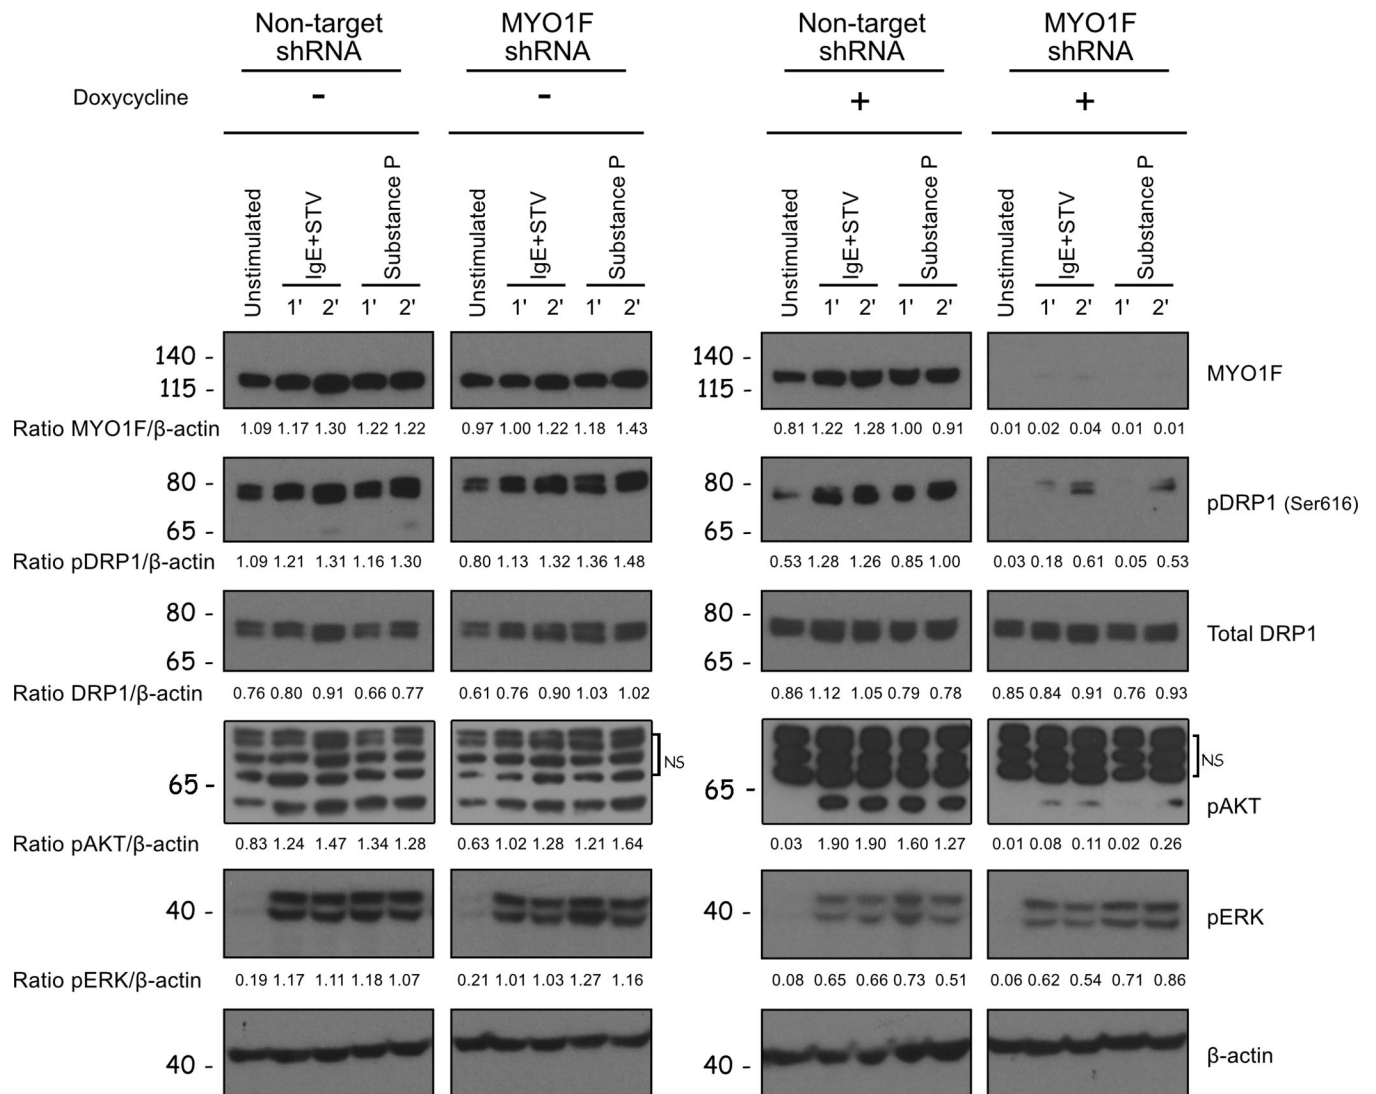 Non-target shRNA MYO1F shRNA Non-target shRNA MYO1F shRNA
Doxycycline - - + +
Unstimulated IgE+STV Substance P Unstimulated IgE+STV Substance P Unstimulated IgE+STV Substance P Unstimulated IgE+STV Substance P
1' 2' 1' 2' 1' 2' 1' 2' 1' 2' 1' 2' 1' 2' 1' 2'
140 - 140 -
115 - 115 - MYO1F
Ratio MYO1F/β-actin 1.09 1.17 1.30 1.22 1.22 0.97 1.00 1.22 1.18 1.43 0.81 1.22 1.28 1.00 0.91 0.01 0.02 0.04 0.01 0.01
80 - 80 - pDRP1 (Ser616)
65 - 65 -
Ratio pDRP1/β-actin 1.09 1.21 1.31 1.16 1.30 0.80 1.13 1.32 1.36 1.48 0.53 1.28 1.26 0.85 1.00 0.03 0.18 0.61 0.05 0.53
80 - 80 - Total DRP1
65 - 65 -
Ratio DRP1/β-actin 0.76 0.80 0.91 0.66 0.77 0.61 0.76 0.90 1.03 1.02 0.86 1.12 1.05 0.79 0.78 0.85 0.84 0.91 0.76 0.93
NS NS
65 - 65 - pAKT
Ratio pAKT/β-actin 0.83 1.24 1.47 1.34 1.28 0.63 1.02 1.28 1.21 1.64 0.03 1.90 1.90 1.60 1.27 0.01 0.08 0.11 0.02 0.26
40 - 40 - pERK
Ratio pERK/β-actin 0.19 1.17 1.11 1.18 1.07 0.21 1.01 1.03 1.27 1.16 0.08 0.65 0.66 0.73 0.51 0.06 0.62 0.54 0.71 0.86
40 - 40 - β-actin